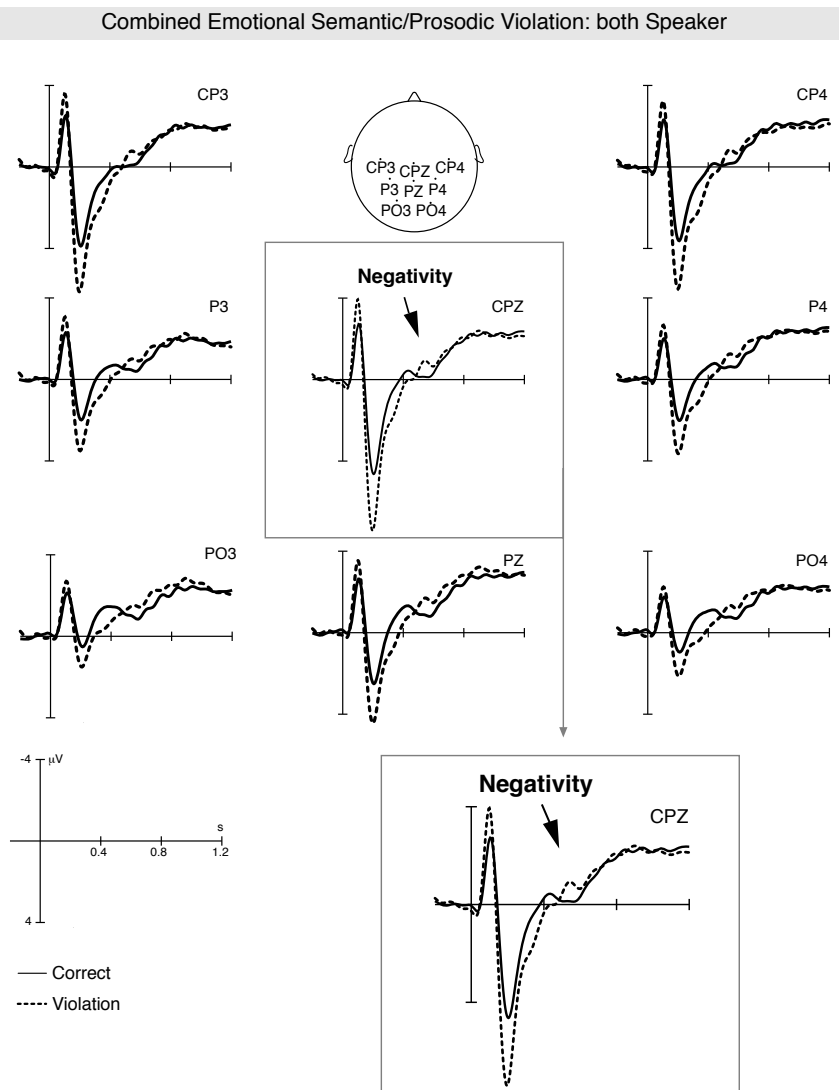 Combined Emotional Semantic/Prosodic Violation: both Speaker
CP3
CP4
CP3 CPZ CP4
P3 PZ P4
PO3 PO4
Negativity
P3
CPZ
P4
PO3
PZ
PO4
-4 µV
s
0.4 0.8 1.2
4
Negativity
CPZ
Correct
Violation